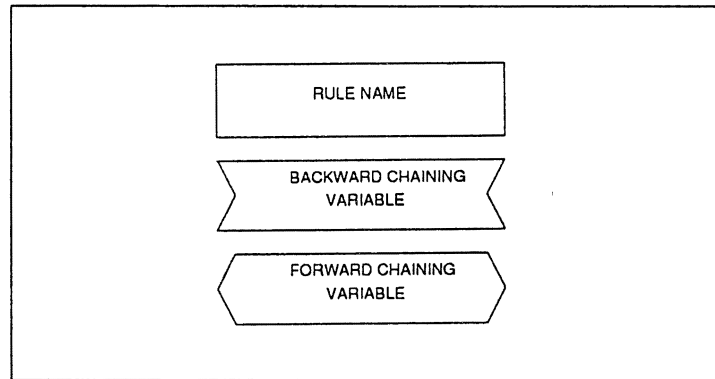 RULE NAME
BACKWARD CHAINING
VARIABLE
FORWARD CHAINING
VARIABLE